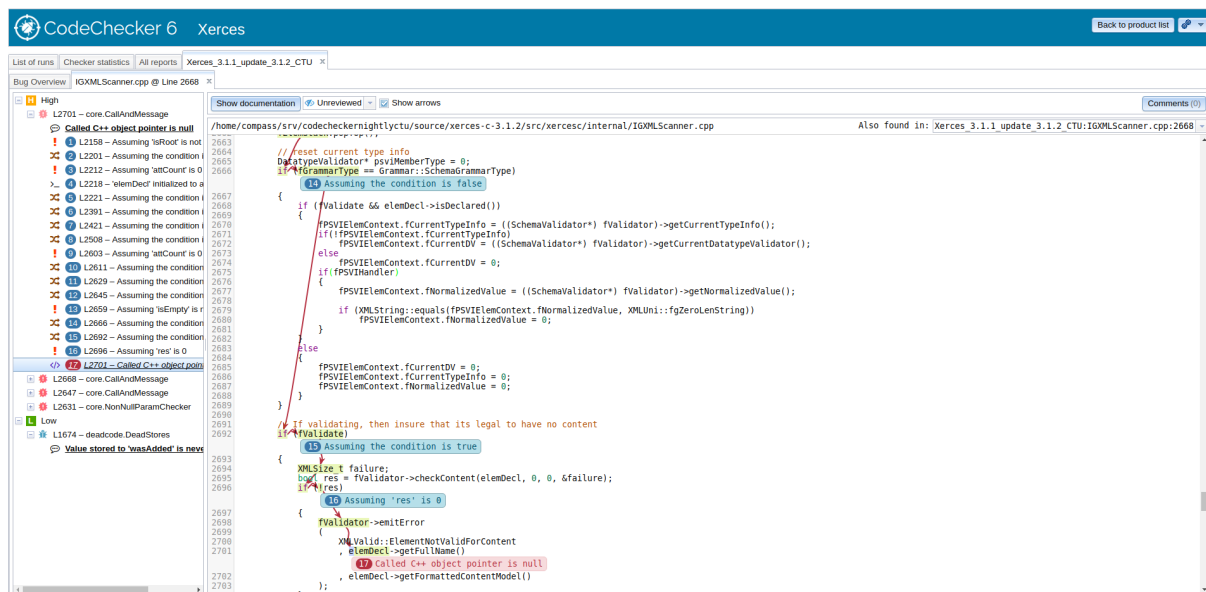 CodeChecker 6 Xerces
Back to product list
List of runs Checker statistics All reports Xerces_3.1.1_update_3.1.2_CTU
Bug Overview IGXMLScanner.cpp @ Line 2668
High
L2701 – core.CallAndMessage
Called C++ object pointer is null
1 L2158 – Assuming 'isRoot' is not
2 L2201 – Assuming the condition i
3 L2212 – Assuming 'attCount' is 0
4 L2218 – 'elemDecl' initialized to a
5 L2221 – Assuming the condition i
6 L2391 – Assuming the condition i
7 L2421 – Assuming the condition i
8 L2508 – Assuming the condition i
9 L2603 – Assuming 'attCount' is 0
10 L2611 – Assuming the condition
11 L2629 – Assuming the condition
12 L2645 – Assuming the condition
13 L2659 – Assuming 'isEmpty' is r
14 L2666 – Assuming the condition
15 L2692 – Assuming the condition
16 L2696 – Assuming 'res' is 0
17 L2701 – Called C++ object point
L2668 – core.CallAndMessage
L2647 – core.CallAndMessage
L2631 – core.NonNullParamChecker
L Low
L1674 – deadcode.DeadStores
Value stored to 'wasAdded' is neve
Show documentation Unreviewed Show arrows Comments (0)
/home/compass/srv/codecheckernightlyctu/source/xerces-c-3.1.2/src/xercesc/internal/IGXMLScanner.cpp Also found in: Xerces_3.1.1_update_3.1.2_CTU:IGXMLScanner.cpp:2668
2663
2664 // reset current type info
2665 DatatypeValidator* psviMemberType = 0;
2666 if (fGrammarType == Grammar::SchemaGrammarType)
14 Assuming the condition is false
2667 {
2668 if (fValidate && elemDecl->isDeclared())
2669 {
2670 fPSVIElemContext.fCurrentTypeInfo = ((SchemaValidator*) fValidator)->getCurrentTypeInfo();
2671 if(!fPSVIElemContext.fCurrentTypeInfo)
2672 fPSVIElemContext.fCurrentDV = ((SchemaValidator*) fValidator)->getCurrentDatatypeValidator();
2673 else
2674 fPSVIElemContext.fCurrentDV = 0;
2675 if(fPSVIHandler)
2676 {
2677 fPSVIElemContext.fNormalizedValue = ((SchemaValidator*) fValidator)->getNormalizedValue();
2678
2679 if (XMLString::equals(fPSVIElemContext.fNormalizedValue, XMLUni::fgZeroLenString))
2680 fPSVIElemContext.fNormalizedValue = 0;
2681 }
2682 }
2683 else
2684 {
2685 fPSVIElemContext.fCurrentDV = 0;
2686 fPSVIElemContext.fCurrentTypeInfo = 0;
2687 fPSVIElemContext.fNormalizedValue = 0;
2688 }
2689 }
2690
2691 // If validating, then insure that its legal to have no content
2692 if (fValidate)
15 Assuming the condition is true
2693 {
2694 XMLSize_t failure;
2695 bool res = fValidator->checkContent(elemDecl, 0, 0, &failure);
2696 if (!res)
16 Assuming 'res' is 0
2697 {
2698 fValidator->emitError
2699 (
2700 XMLValid::ElementNotValidForContent
2701 , elemDecl->getFullName()
17 Called C++ object pointer is null
2702 , elemDecl->getFormattedContentModel()
2703 );